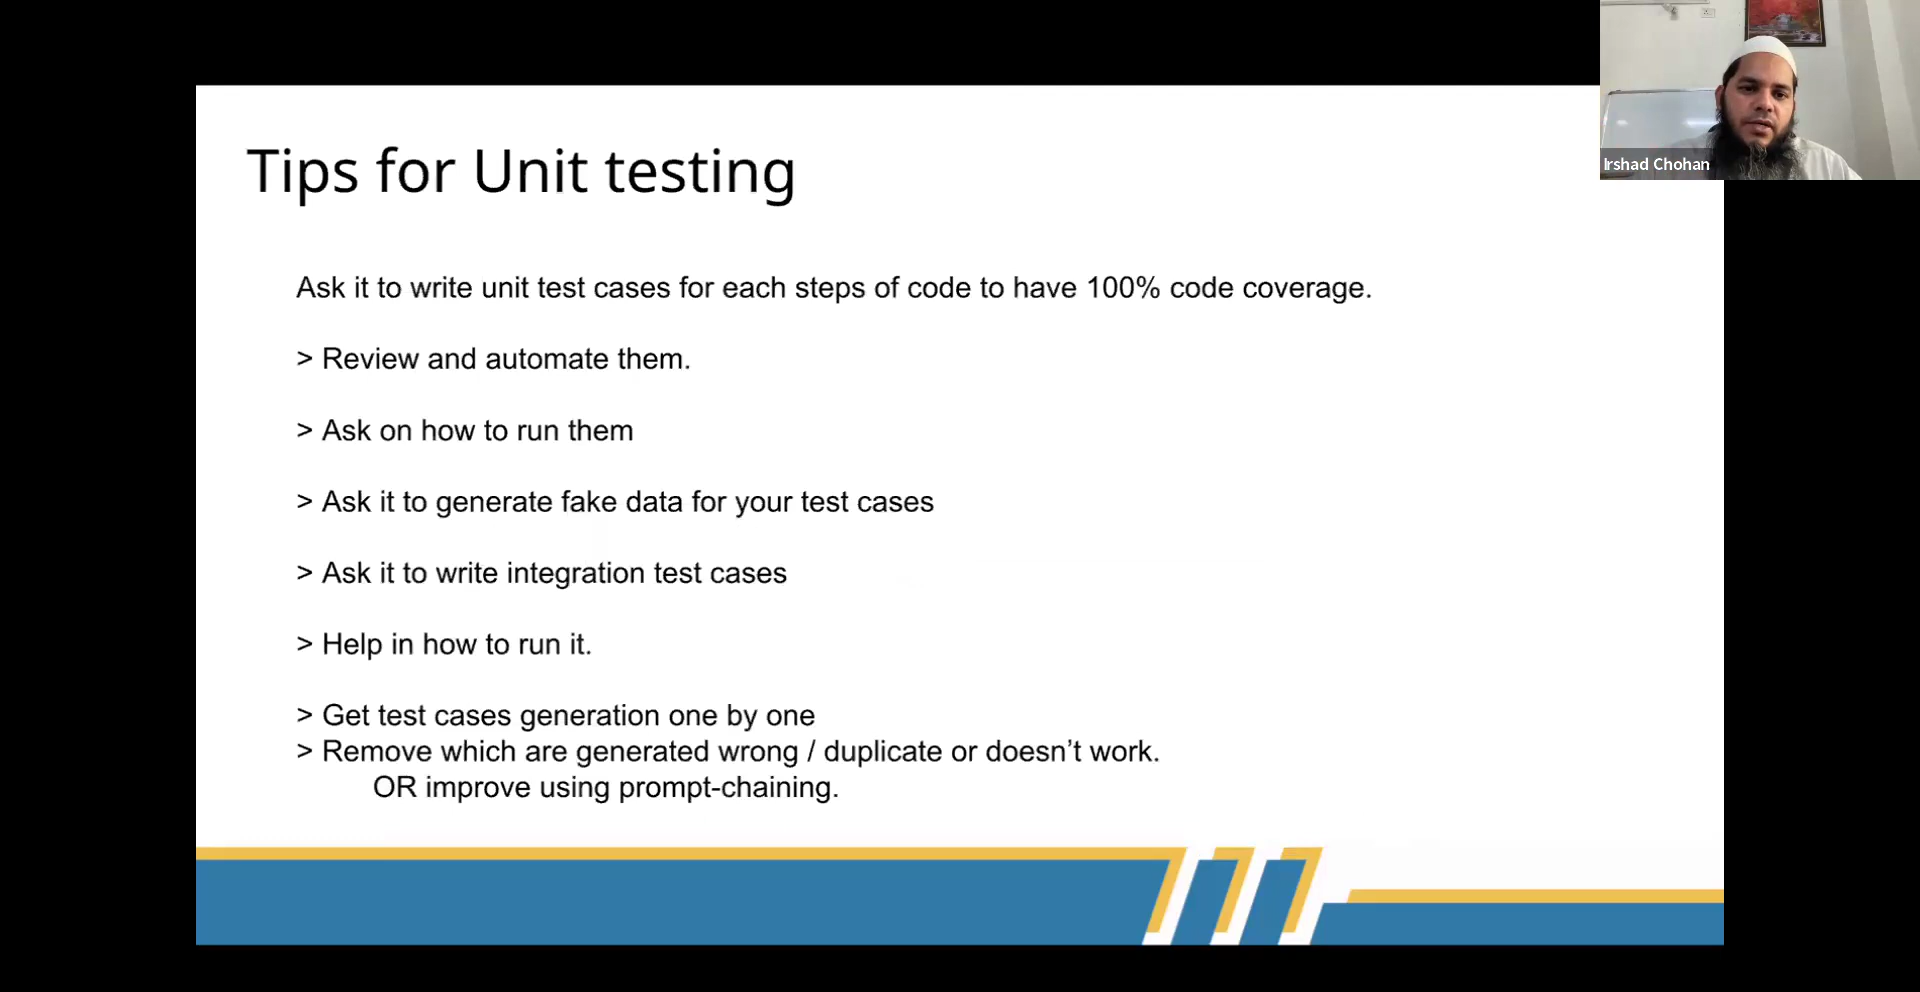 Tips for Unit testing
Irshad Chohan
Ask it to write unit test cases for each steps of code to have 100% code coverage.
> Review and automate them.
> Ask on how to run them
> Ask it to generate fake data for your test cases
> Ask it to write integration test cases
> Help in how to run it.
> Get test cases generation one by one
> Remove which are generated wrong / duplicate or doesn’t work.
OR improve using prompt-chaining.